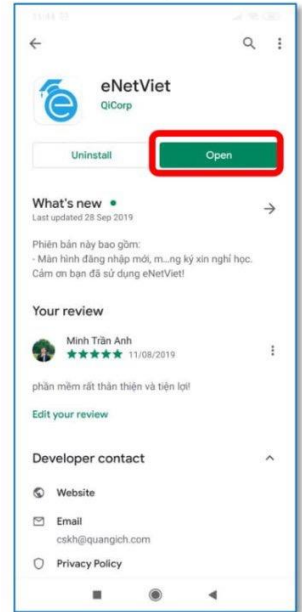 eNetViet
QiCorp
Uninstall
Open
What's new
Last updated 28 Sep 2019
Phiên bản này bao gồm:
- Màn hình đăng nhập mới, m...ng ký xin nghỉ học.
Cám ơn bạn đã sử dụng eNetViet!
Your review
Minh Trần Anh
11/08/2019
phần mềm rất thân thiện và tiện lợi!
Edit your review
Developer contact
Website
Email
cskh@quangich.com
Privacy Policy